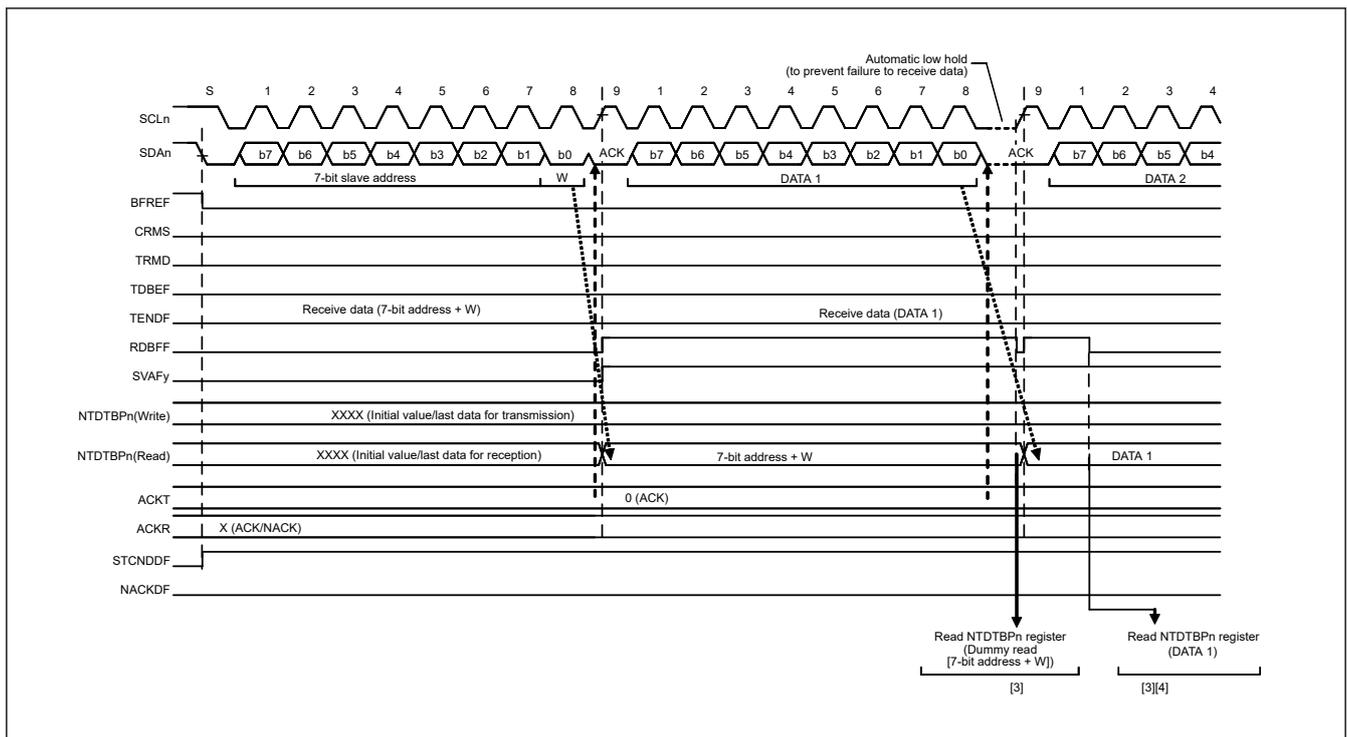 Automatic low hold
(to prevent failure to receive data)
S 1 2 3 4 5 6 7 8 9 1 2 3 4 5 6 7 8 9 1 2 3 4
SCLn
SDAn b7 b6 b5 b4 b3 b2 b1 b0 ACK b7 b6 b5 b4 b3 b2 b1 b0 ACK b7 b6 b5 b4
7-bit slave address W DATA 1 DATA 2
BFREF
CRMS
TRMD
TDBEF
Receive data (7-bit address + W) Receive data (DATA 1)
TENDF
RDBFF
SVAFy
NTDTBPn(Write) XXXX (Initial value/last data for transmission)
NTDTBPn(Read) XXXX (Initial value/last data for reception) 7-bit address + W DATA 1
ACKT 0 (ACK)
ACKR X (ACK/NACK)
STCNDDF
NACKDF
Read NTDTBPn register
(Dummy read
[7-bit address + W])
[3]
Read NTDTBPn register
(DATA 1)
[3][4]